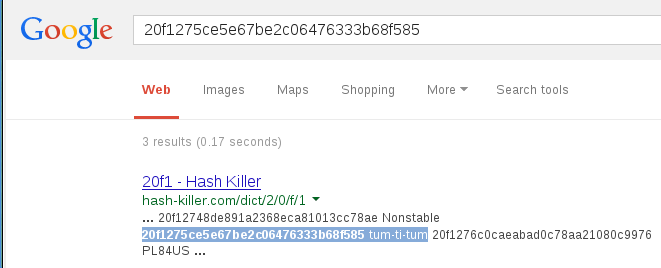 Google
20f1275ce5e67be2c06476333b68f585
Web Images Maps Shopping More Search tools
3 results (0.17 seconds)
20f1 - Hash Killer
hash-killer.com/dict/2/0/f/1
... 20f12748de891a2368eca81013cc78ae Nonstable
20f1275ce5e67be2c06476333b68f585 tum-ti-tum 20f1276c0caeabad0c78aa21080c9976
PL84US ...